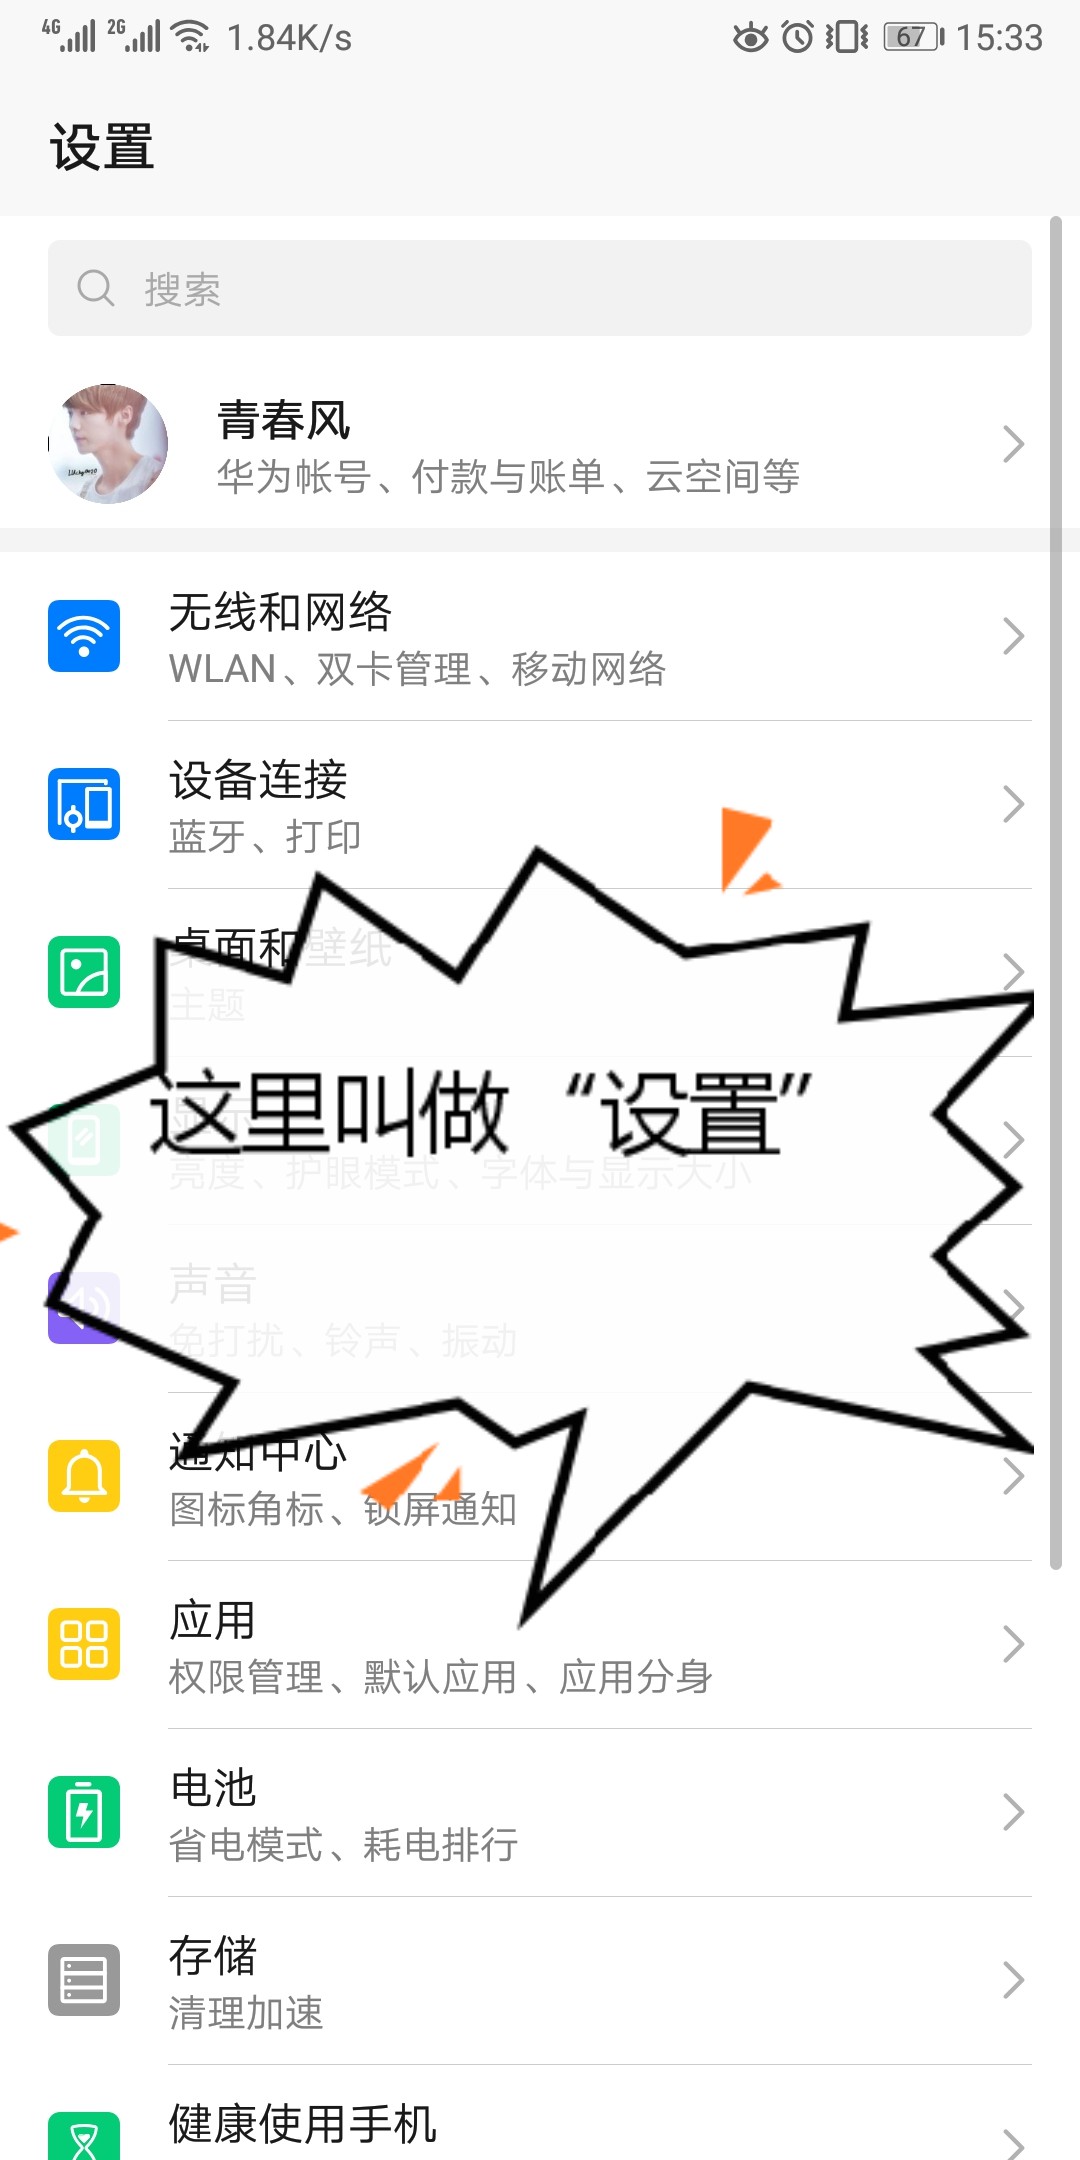 4G 2G 1.84K/s 67 15:33
设置
搜索
青春风
华为帐号、付款与账单、云空间等
无线和网络
WLAN、双卡管理、移动网络
设备连接
蓝牙、打印
桌面和壁纸
主题
这里叫做“设置”
显示
亮度、护眼模式、字体与显示大小
声音
免打扰、铃声、振动
通知中心
图标角标、锁屏通知
应用
权限管理、默认应用、应用分身
电池
省电模式、耗电排行
存储
清理加速
健康使用手机